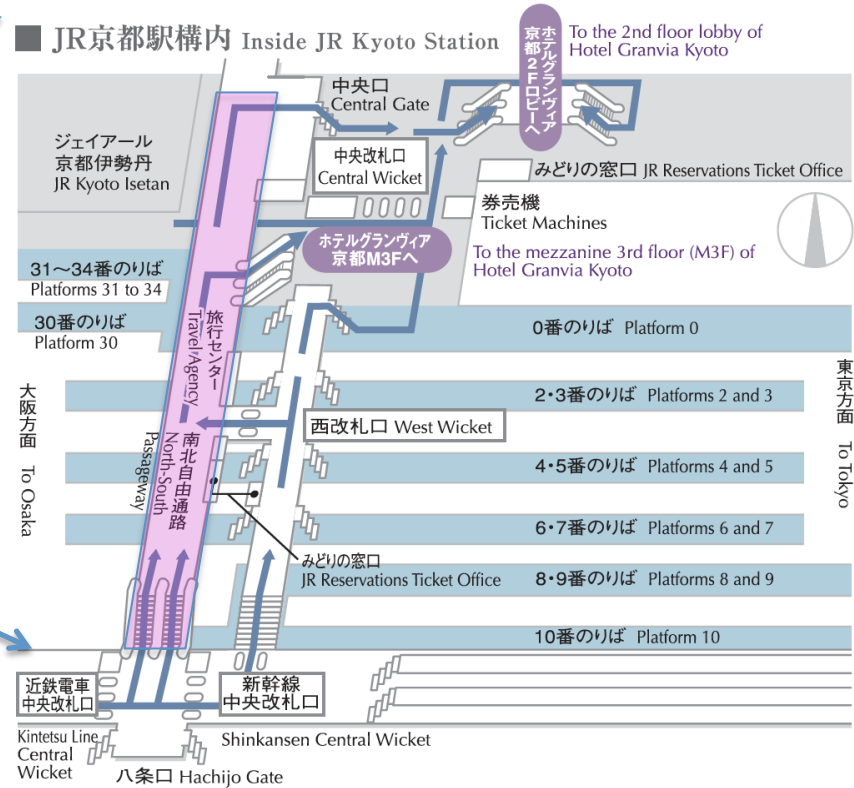 ■ JR京都駅構内 Inside JR Kyoto Station
ホテルグランヴィア
京都2Fロビーへ
To the 2nd floor lobby of
Hotel Granvia Kyoto
中央口
Central Gate
ジェイアール
京都伊勢丹
JR Kyoto Isetan
中央改札口
Central Wicket
みどりの窓口 JR Reservations Ticket Office
券売機
Ticket Machines
ホテルグランヴィア
京都M3Fへ
To the mezzanine 3rd floor (M3F) of
Hotel Granvia Kyoto
31〜34番のりば
Platforms 31 to 34
30番のりば
Platform 30
0番のりば Platform 0
旅行センター
Travel Agency
大阪方面 To Osaka
東京方面 To Tokyo
2・3番のりば Platforms 2 and 3
西改札口 West Wicket
南北自由通路
North-South
Passageway
4・5番のりば Platforms 4 and 5
6・7番のりば Platforms 6 and 7
みどりの窓口
JR Reservations Ticket Office
8・9番のりば Platforms 8 and 9
10番のりば Platform 10
近鉄電車
中央改札口
新幹線
中央改札口
Kintetsu Line
Central
Wicket
Shinkansen Central Wicket
八条口 Hachijo Gate